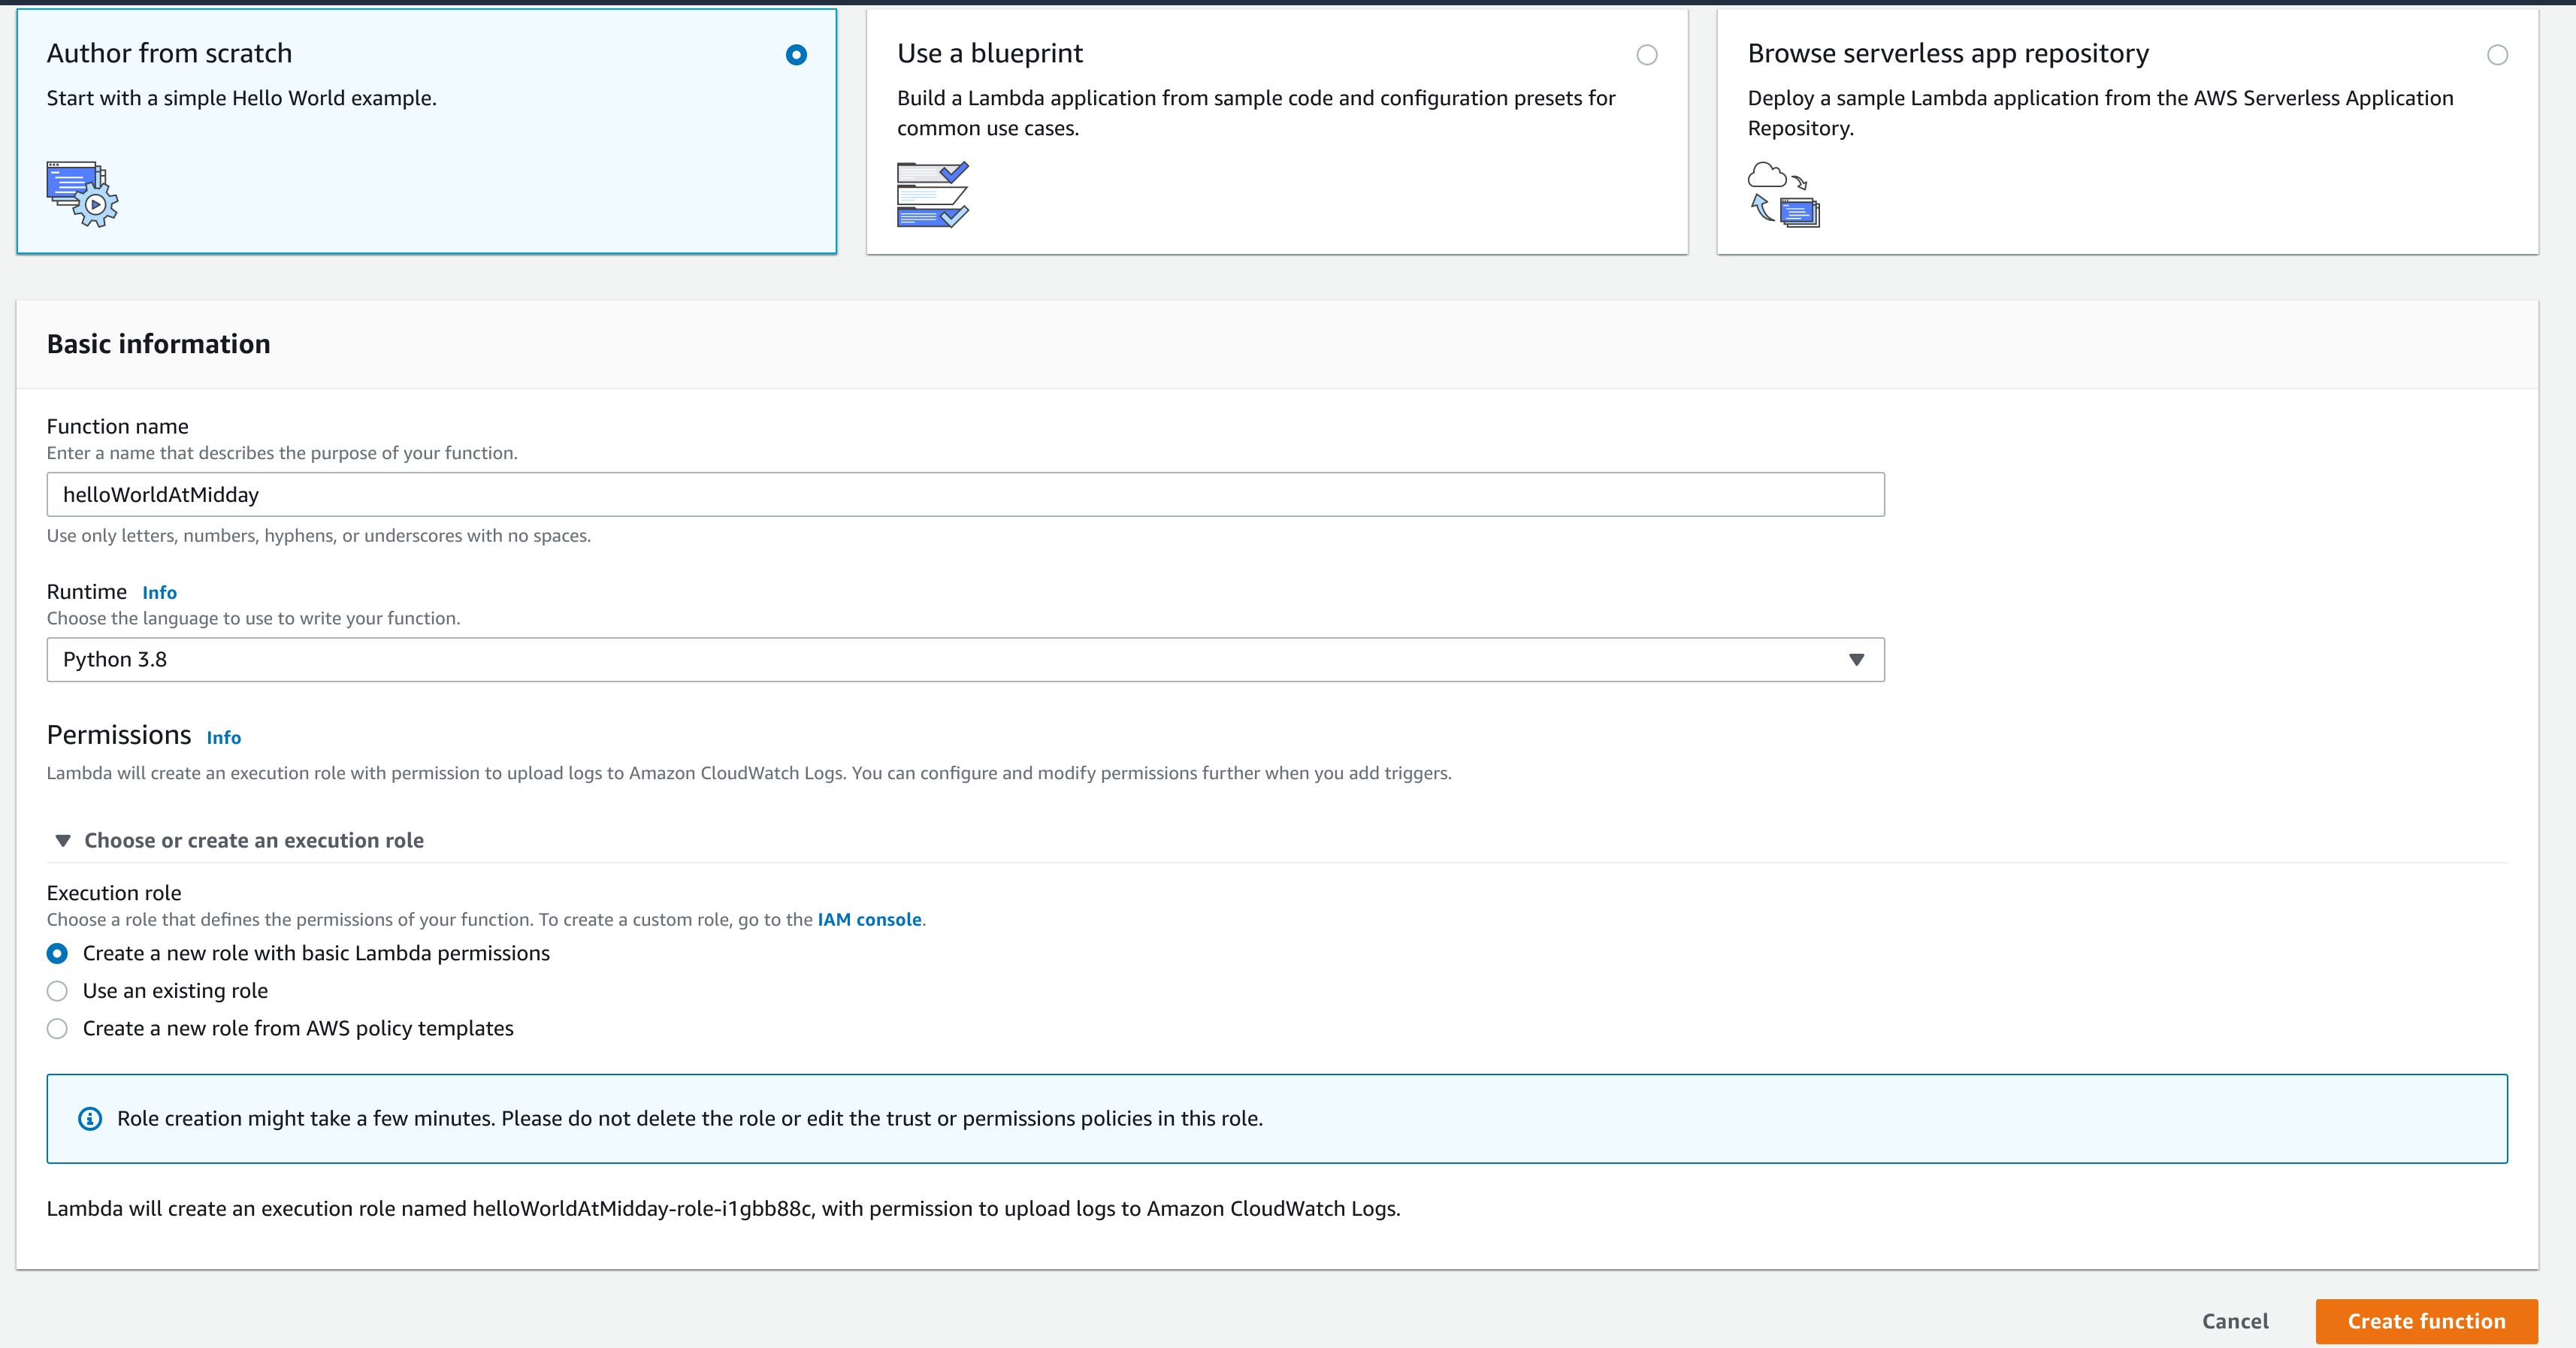 Author from scratch
Start with a simple Hello World example.
Use a blueprint
Build a Lambda application from sample code and configuration presets for
common use cases.
Browse serverless app repository
Deploy a sample Lambda application from the AWS Serverless Application
Repository.
Basic information
Function name
Enter a name that describes the purpose of your function.
helloWorldAtMidday
Use only letters, numbers, hyphens, or underscores with no spaces.
Runtime Info
Choose the language to use to write your function.
Python 3.8
Permissions Info
Lambda will create an execution role with permission to upload logs to Amazon CloudWatch Logs. You can configure and modify permissions further when you add triggers.
Choose or create an execution role
Execution role
Choose a role that defines the permissions of your function. To create a custom role, go to the IAM console.
Create a new role with basic Lambda permissions
Use an existing role
Create a new role from AWS policy templates
Role creation might take a few minutes. Please do not delete the role or edit the trust or permissions policies in this role.
Lambda will create an execution role named helloWorldAtMidday-role-i1gbb88c, with permission to upload logs to Amazon CloudWatch Logs.
Cancel
Create function